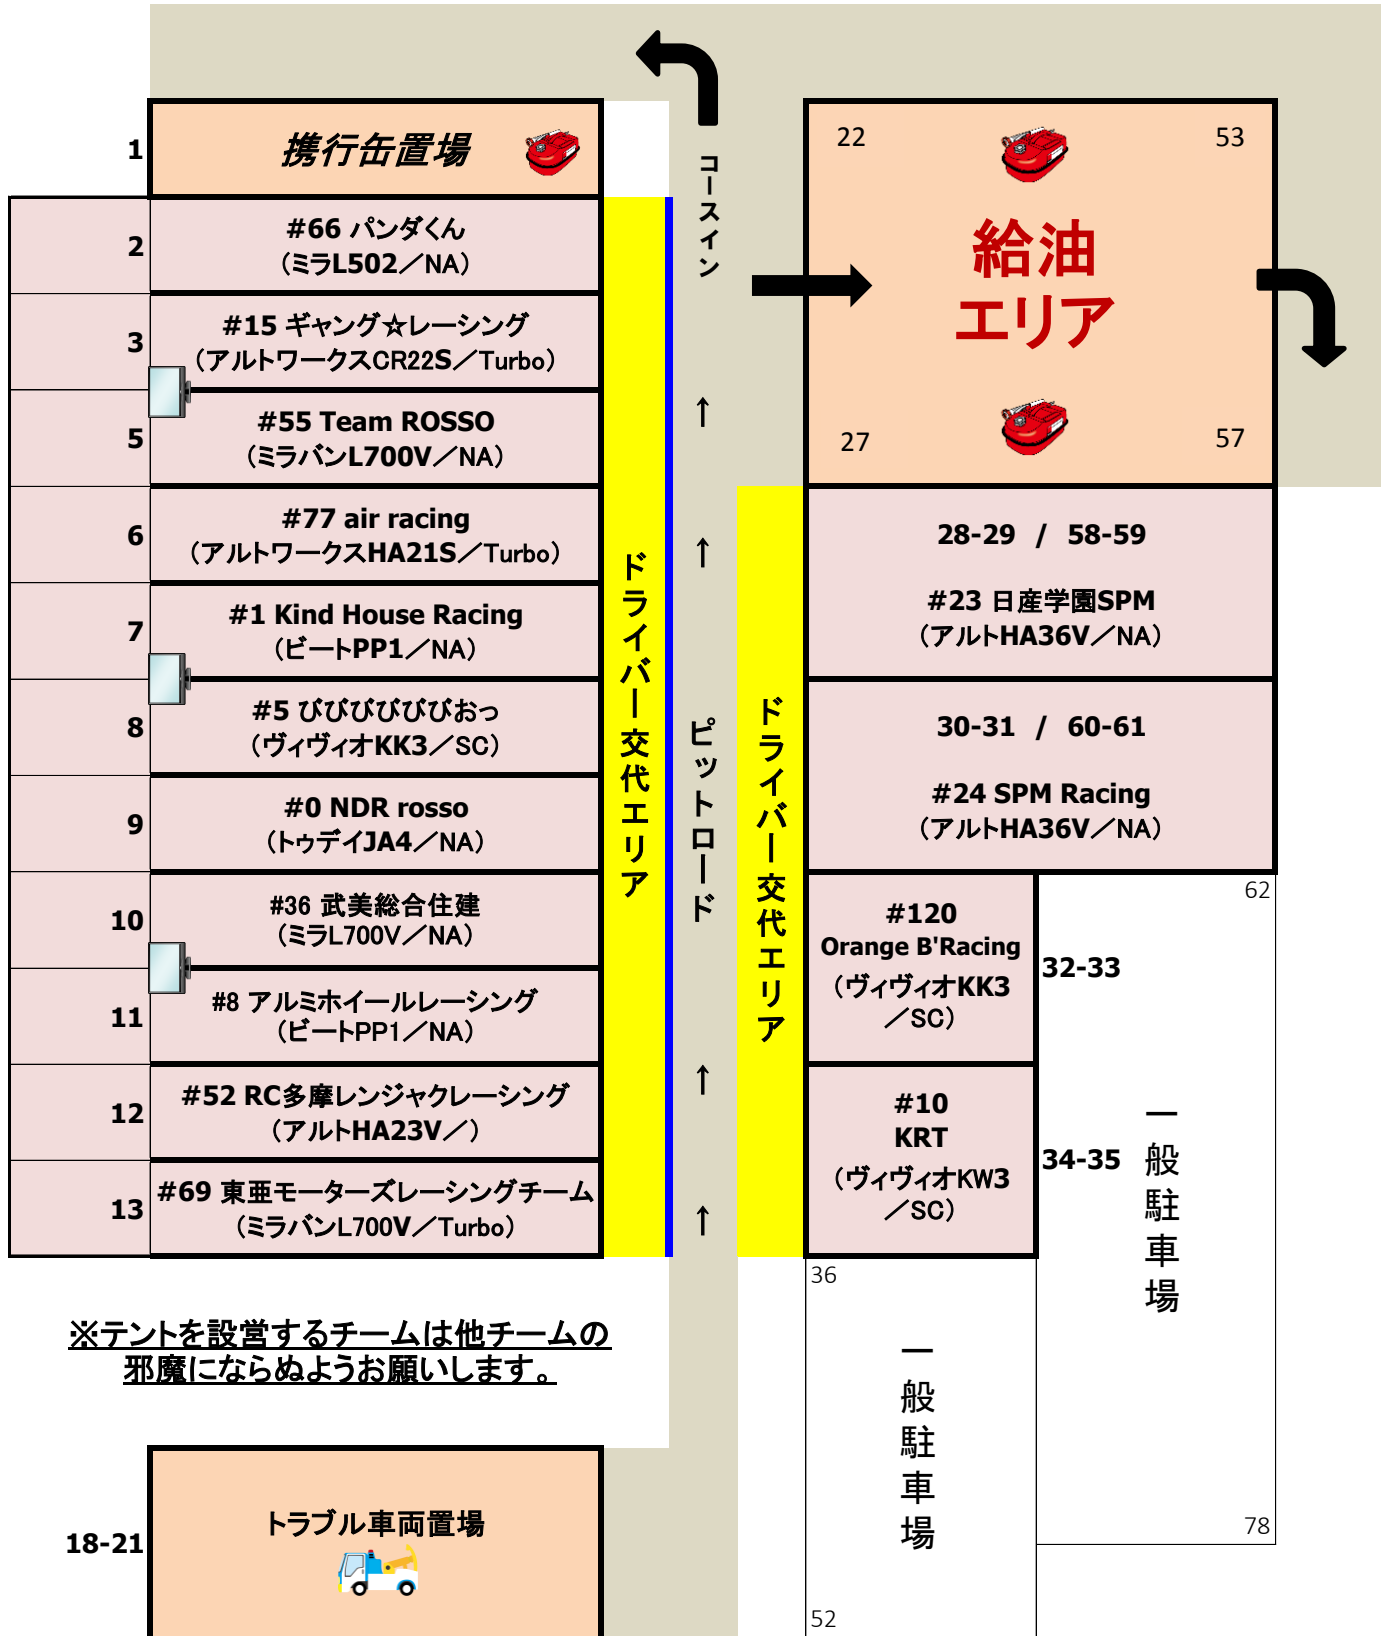 1
携行缶置場
2
#66 パンダくん
(ミラL502／NA)
3
#15 ギャング☆レーシング
(アルトワークスCR22S／Turbo)
5
#55 Team ROSSO
(ミラバンL700V／NA)
6
#77 air racing
(アルトワークスHA21S／Turbo)
7
#1 Kind House Racing
(ビートPP1／NA)
8
#5 びびびびびびおっ
(ヴィヴィオKK3／SC)
9
#0 NDR rosso
(トゥデイJA4／NA)
10
#36 武美総合住建
(ミラL700V／NA)
11
#8 アルミホイールレーシング
(ビートPP1／NA)
12
#52 RC多摩レンジャクレーシング
(アルトHA23V／)
13
#69 東亜モーターズレーシングチーム
(ミラバンL700V／Turbo)
※テントを設営するチームは他チームの
邪魔にならぬようお願いします。
18-21
トラブル車両置場
ドライバー交代エリア
コースイン
↑
↑
ピットロード
↑
↑
ドライバー交代エリア
22
53
給油
エリア
27
57
28-29 / 58-59
#23 日産学園SPM
(アルトHA36V／NA)
30-31 / 60-61
#24 SPM Racing
(アルトHA36V／NA)
#120
Orange B'Racing
(ヴィヴィオKK3
／SC)
32-33
#10
KRT
(ヴィヴィオKW3
／SC)
34-35
62
一般駐車場
78
36
一般駐車場
52